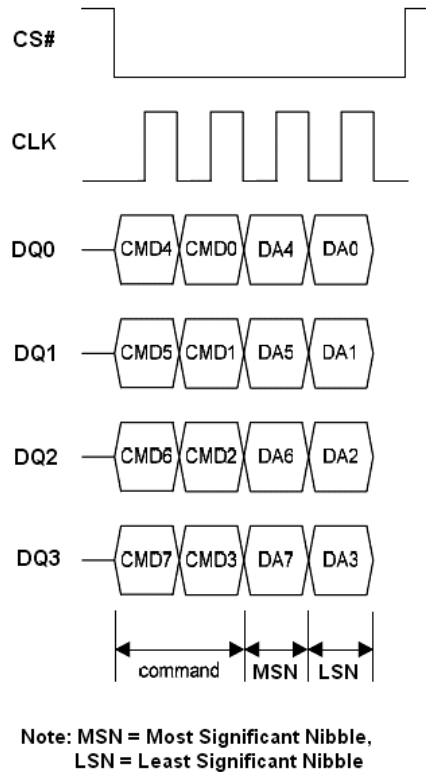 CS#
CLK
DQ0 CMD4 CMD0 DA4 DA0
DQ1 CMD5 CMD1 DA5 DA1
DQ2 CMD6 CMD2 DA6 DA2
DQ3 CMD7 CMD3 DA7 DA3
command MSN LSN
Note: MSN = Most Significant Nibble,
LSN = Least Significant Nibble